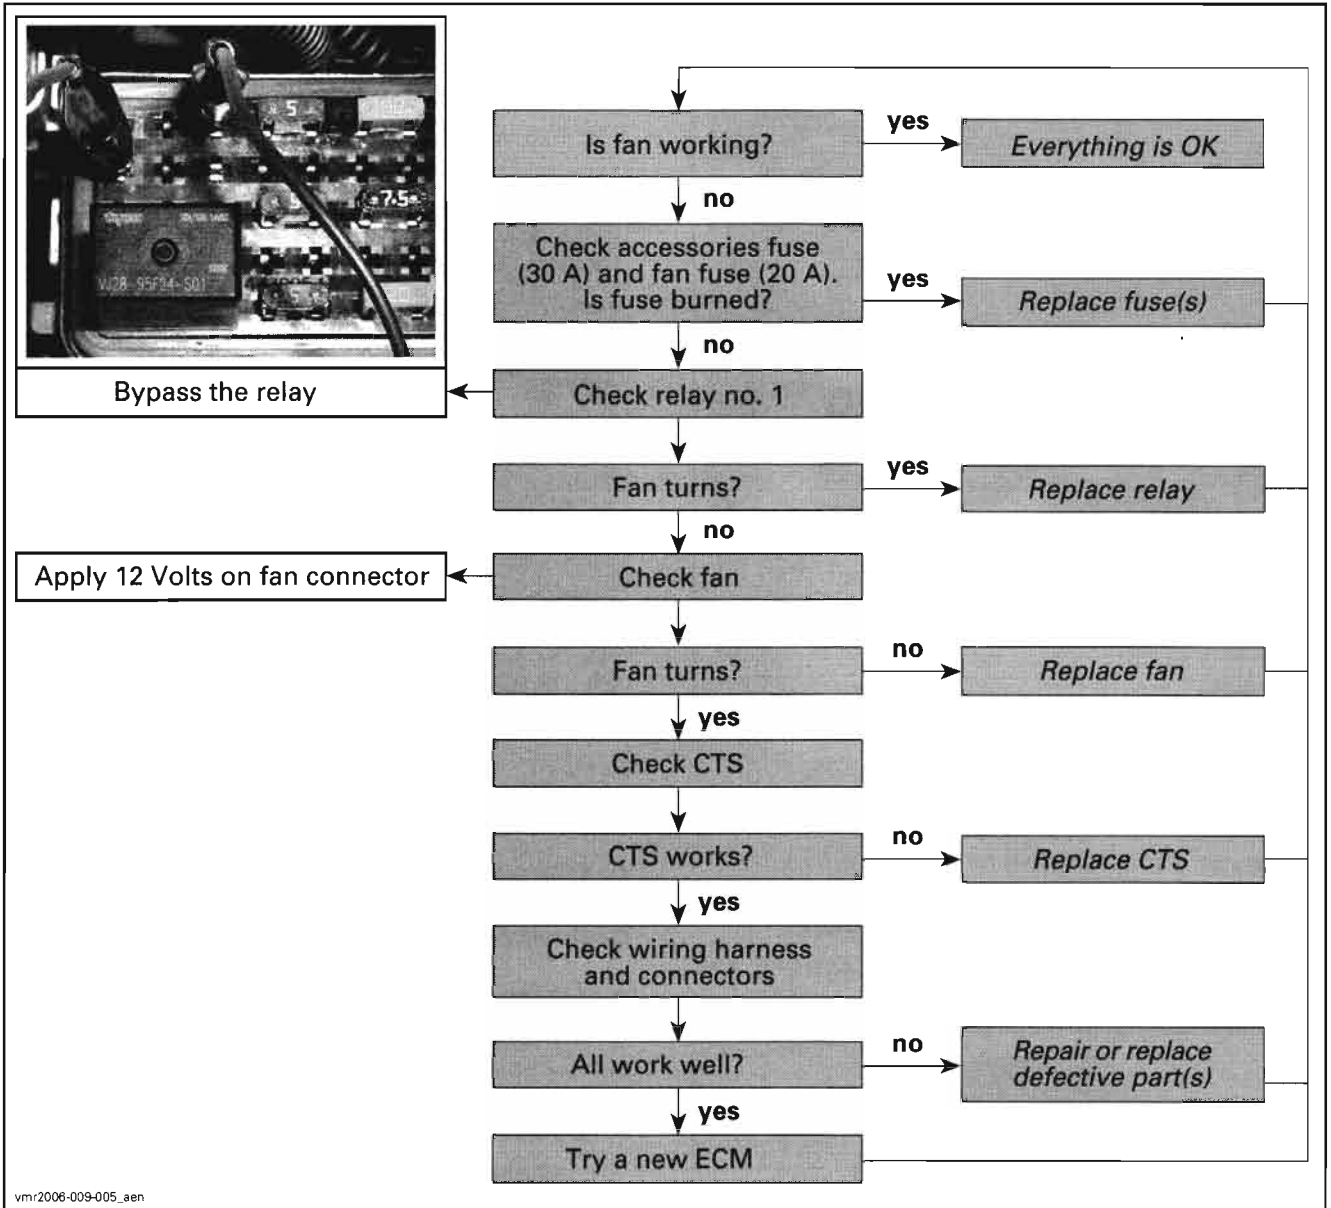 5
5
7.5
VJ28-95F04-S01
5
Bypass the relay
Is fan working?
yes
Everything is OK
no
Check accessories fuse
(30 A) and fan fuse (20 A).
Is fuse burned?
yes
Replace fuse(s)
no
Check relay no. 1
Fan turns?
yes
Replace relay
no
Apply 12 Volts on fan connector
Check fan
Fan turns?
no
Replace fan
yes
Check CTS
CTS works?
no
Replace CTS
yes
Check wiring harness
and connectors
All work well?
no
Repair or replace
defective part(s)
yes
Try a new ECM
vmr2006-009-005_aen